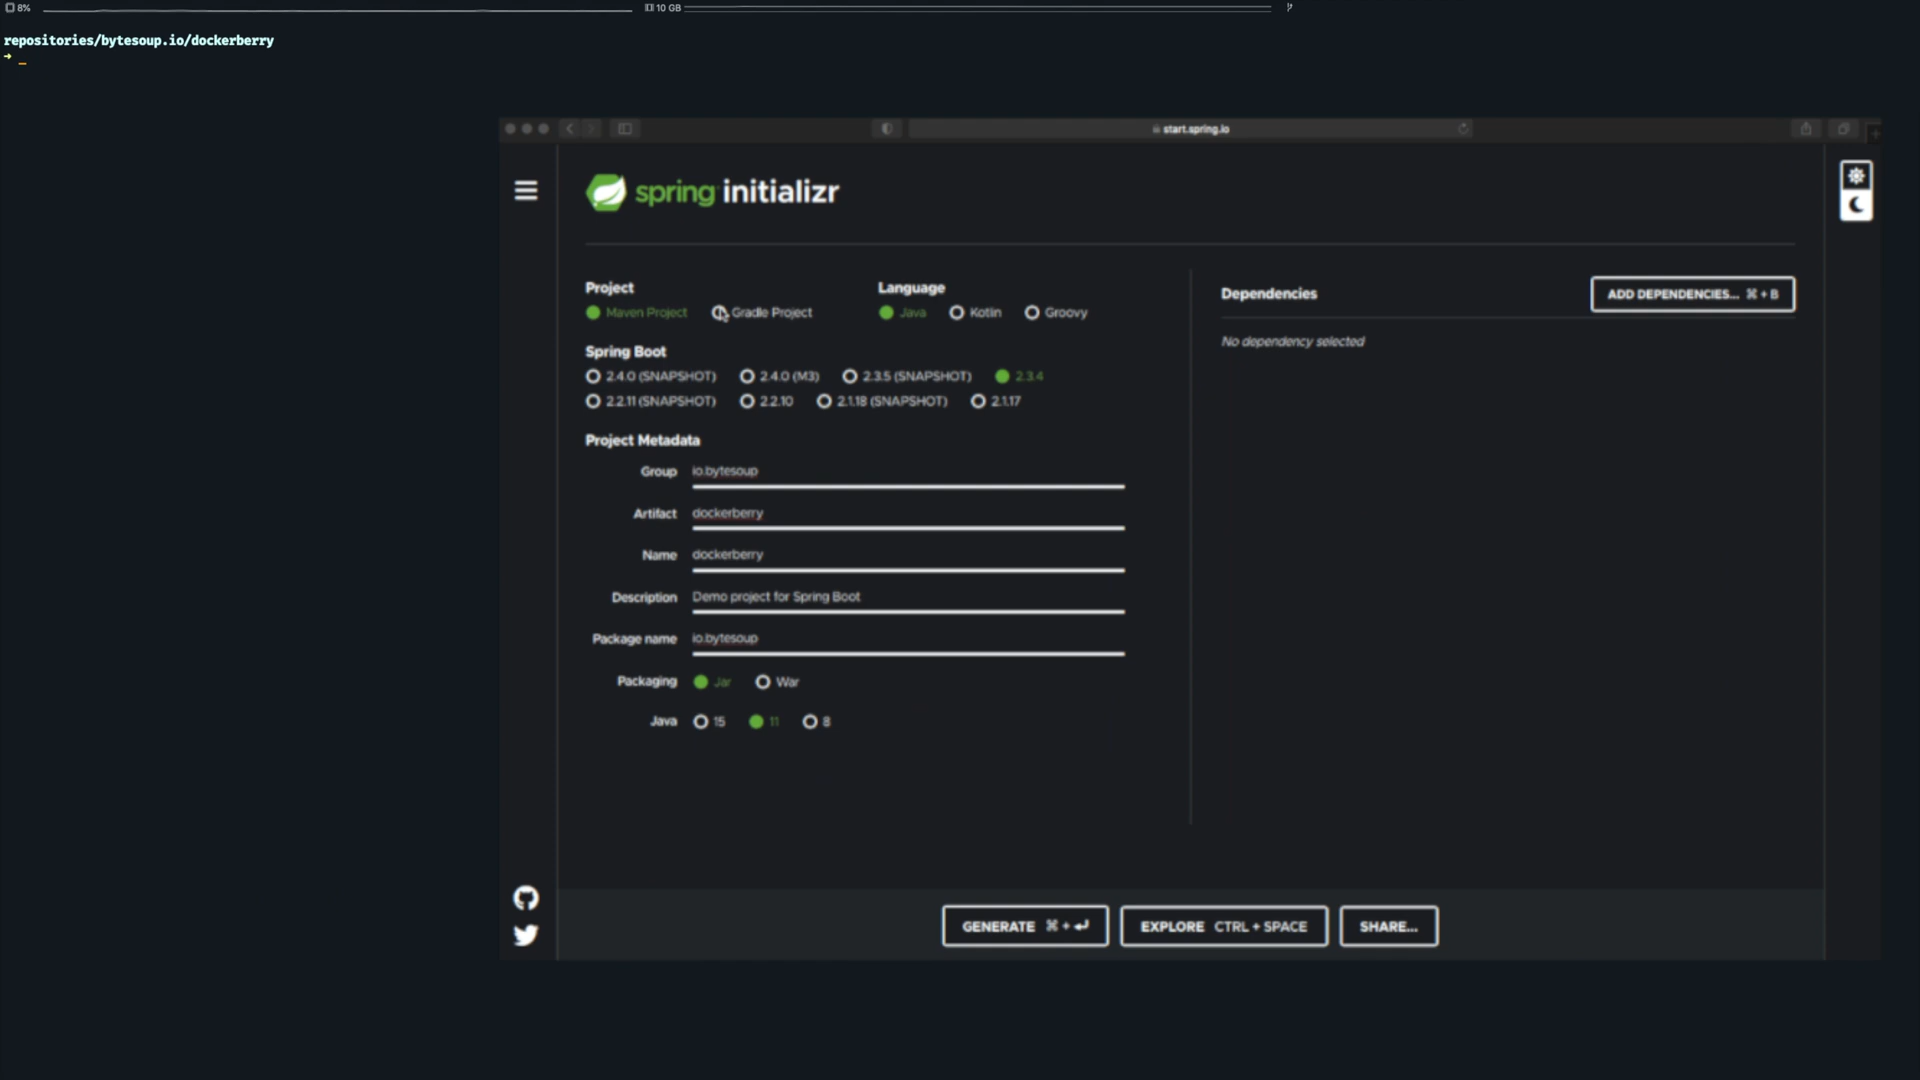 8%
10 GB
repositories/bytesoup.io/dockerberry
start.spring.io
spring initializr
Project
Maven Project
Gradle Project
Language
Java
Kotlin
Groovy
Spring Boot
2.4.0 (SNAPSHOT)
2.4.0 (M3)
2.3.5 (SNAPSHOT)
2.3.4
2.2.11 (SNAPSHOT)
2.2.10
2.1.18 (SNAPSHOT)
2.1.17
Project Metadata
Group
io.bytesoup
Artifact
dockerberry
Name
dockerberry
Description
Demo project for Spring Boot
Package name
io.bytesoup
Packaging
Jar
War
Java
15
11
8
Dependencies
ADD DEPENDENCIES... ⌘ + B
No dependency selected
GENERATE ⌘ + ↵
EXPLORE CTRL + SPACE
SHARE...